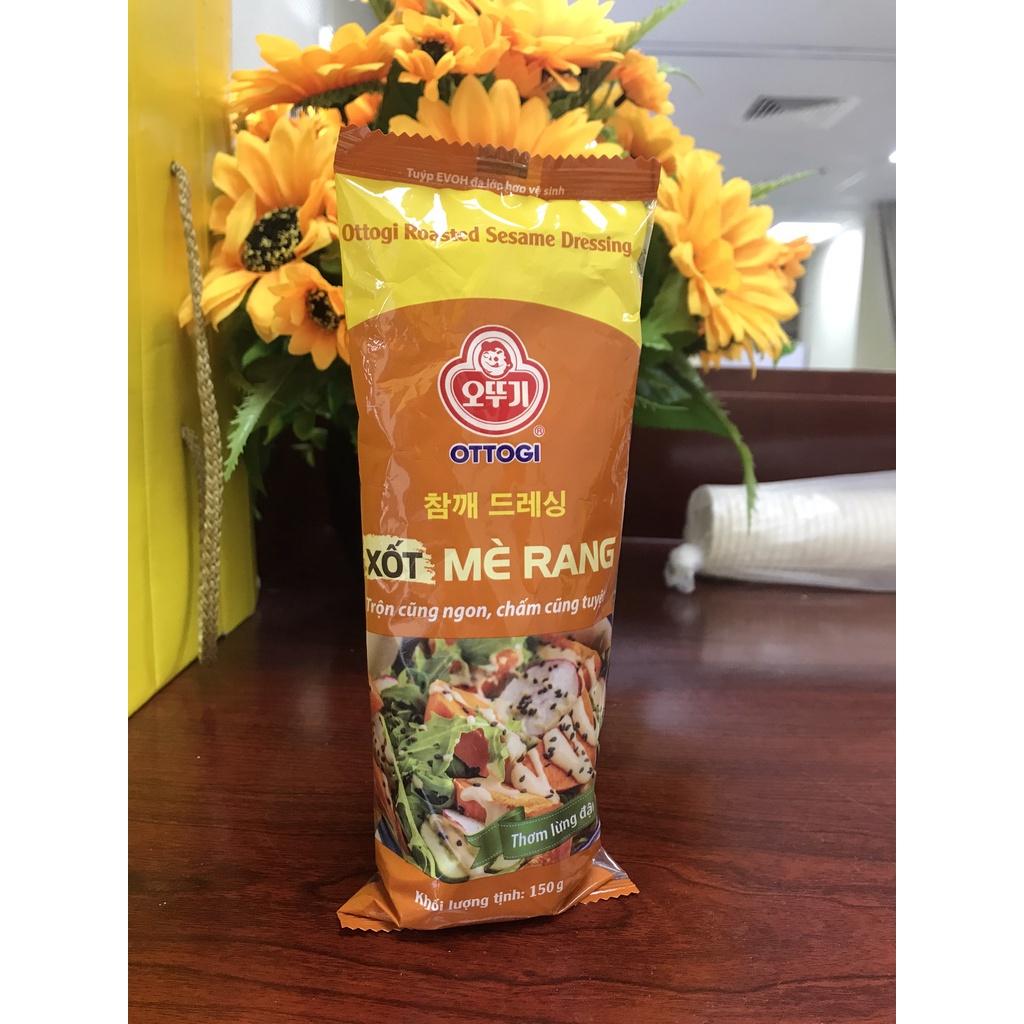 Tuýp EVOH đa lớp hợp vệ sinh
Ottogi Roasted Sesame Dressing
오뚜기
®
OTTOGI
참깨 드레싱
XỐT MÈ RANG
Trộn cũng ngon, chấm cũng tuyệt
Thơm lừng đậm
Khối lượng tịnh: 150 g